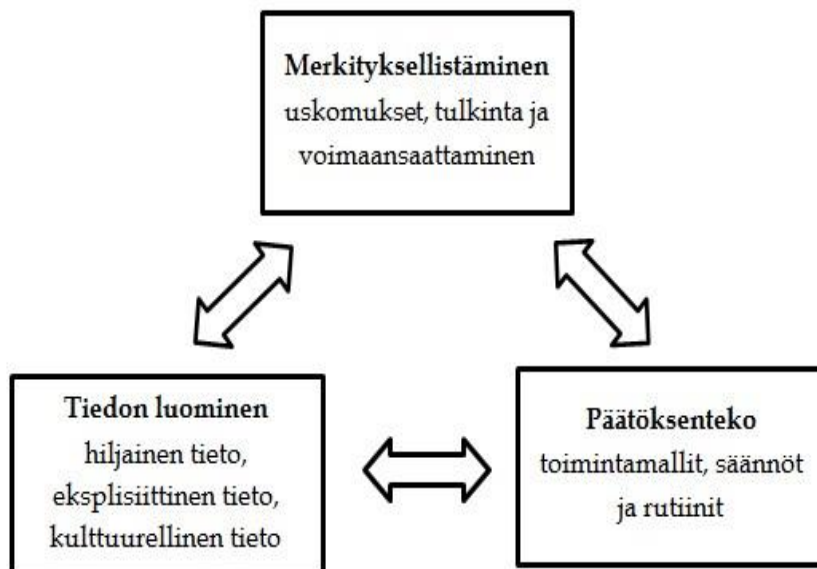 Merkityksellistäminen
uskomukset, tulkinta ja
voimaansaattaminen
Tiedon luominen
hiljainen tieto,
eksplisiittinen tieto,
kulttuurellinen tieto
Päätöksenteko
toimintamallit, säännöt
ja rutiinit